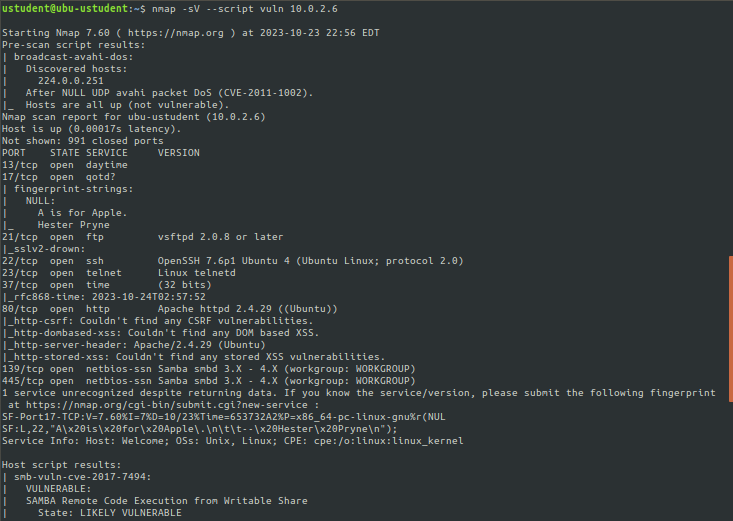 ustudent@ubu-ustudent:~$ nmap -sV --script vuln 10.0.2.6
Starting Nmap 7.60 ( https://nmap.org ) at 2023-10-23 22:56 EDT
Pre-scan script results:
| broadcast-avahi-dos:
|   Discovered hosts:
|     224.0.0.251
|   After NULL UDP avahi packet DoS (CVE-2011-1002).
|_  Hosts are all up (not vulnerable).
Nmap scan report for ubu-ustudent (10.0.2.6)
Host is up (0.00017s latency).
Not shown: 991 closed ports
PORT    STATE SERVICE     VERSION
13/tcp  open  daytime
17/tcp  open  qotd?
| fingerprint-strings:
|   NULL:
|     A is for Apple.
|_    Hester Pryne
21/tcp  open  ftp         vsftpd 2.0.8 or later
|_sslv2-drown:
22/tcp  open  ssh         OpenSSH 7.6p1 Ubuntu 4 (Ubuntu Linux; protocol 2.0)
23/tcp  open  telnet      Linux telnetd
37/tcp  open  time        (32 bits)
|_rfc868-time: 2023-10-24T02:57:52
80/tcp  open  http        Apache httpd 2.4.29 ((Ubuntu))
|_http-csrf: Couldn't find any CSRF vulnerabilities.
|_http-dombased-xss: Couldn't find any DOM based XSS.
|_http-server-header: Apache/2.4.29 (Ubuntu)
|_http-stored-xss: Couldn't find any stored XSS vulnerabilities.
139/tcp open  netbios-ssn Samba smbd 3.X - 4.X (workgroup: WORKGROUP)
445/tcp open  netbios-ssn Samba smbd 3.X - 4.X (workgroup: WORKGROUP)
1 service unrecognized despite returning data. If you know the service/version, please submit the following fingerprint
 at https://nmap.org/cgi-bin/submit.cgi?new-service :
SF-Port17-TCP:V=7.60%I=7%D=10/23%Time=653732A2%P=x86_64-pc-linux-gnu%r(NUL
SF:L,22,"A\x20is\x20for\x20Apple\.\n\t\t--\x20Hester\x20Pryne\n");
Service Info: Host: Welcome; OSs: Unix, Linux; CPE: cpe:/o:linux:linux_kernel
Host script results:
| smb-vuln-cve-2017-7494:
|   VULNERABLE:
|   SAMBA Remote Code Execution from Writable Share
|     State: LIKELY VULNERABLE